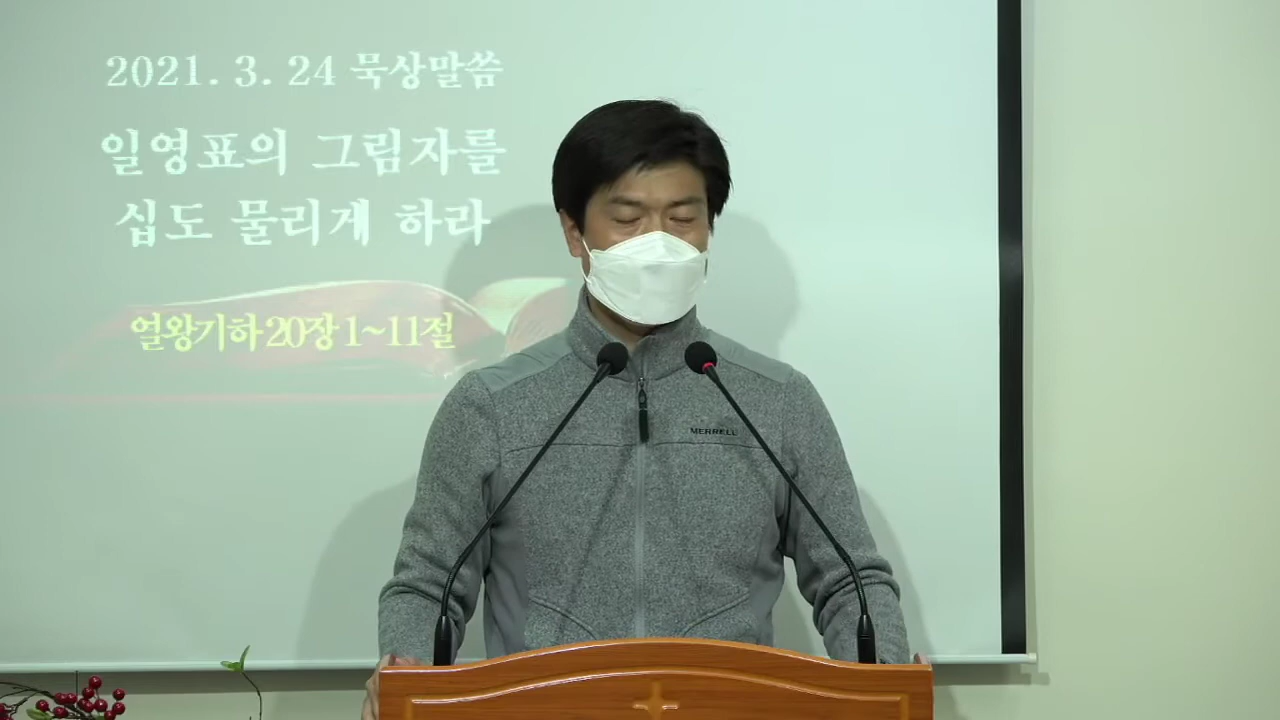 2021. 3. 24 묵상말씀
일영표의 그림자를
십도 물리게 하라
열왕기하 20장 1~11절
MERRELL